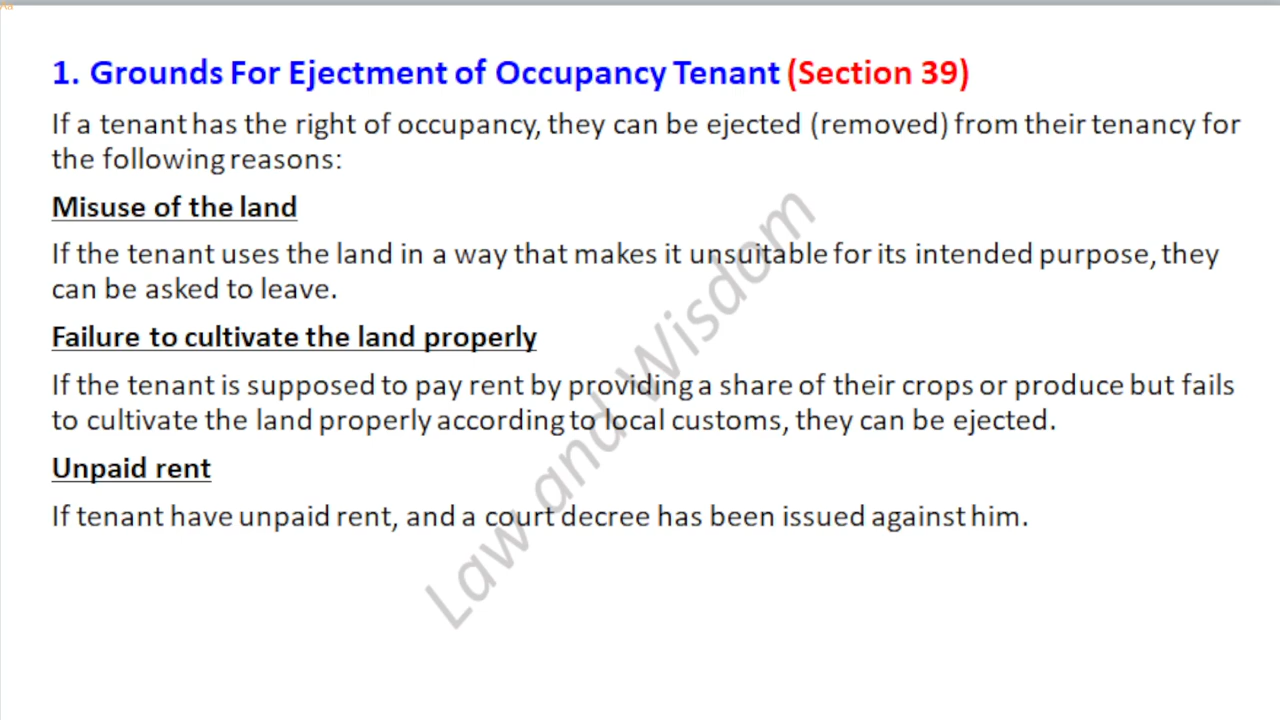 1. Grounds For Ejectment of Occupancy Tenant (Section 39)
If a tenant has the right of occupancy, they can be ejected (removed) from their tenancy for
the following reasons:
Misuse of the land
If the tenant uses the land in a way that makes it unsuitable for its intended purpose, they
can be asked to leave.
Failure to cultivate the land properly
If the tenant is supposed to pay rent by providing a share of their crops or produce but fails
to cultivate the land properly according to local customs, they can be ejected.
Unpaid rent
If tenant have unpaid rent, and a court decree has been issued against him.
Law and Wisdom